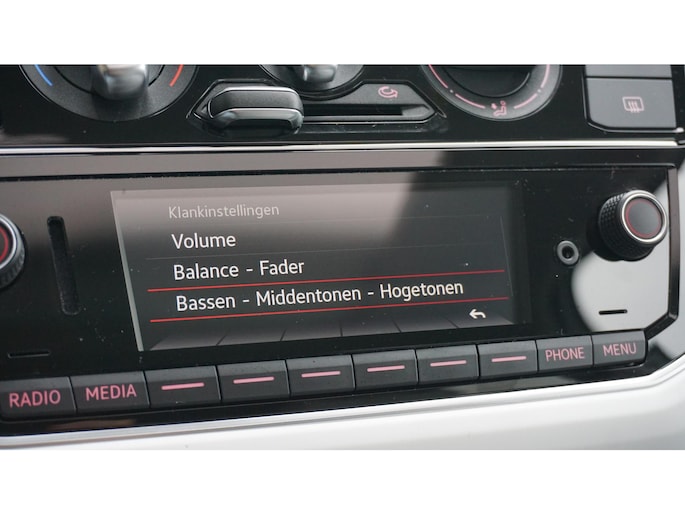 Klankinstellingen
Volume
Balance - Fader
Bassen - Middentonen - Hogetonen
RADIO MEDIA PHONE MENU